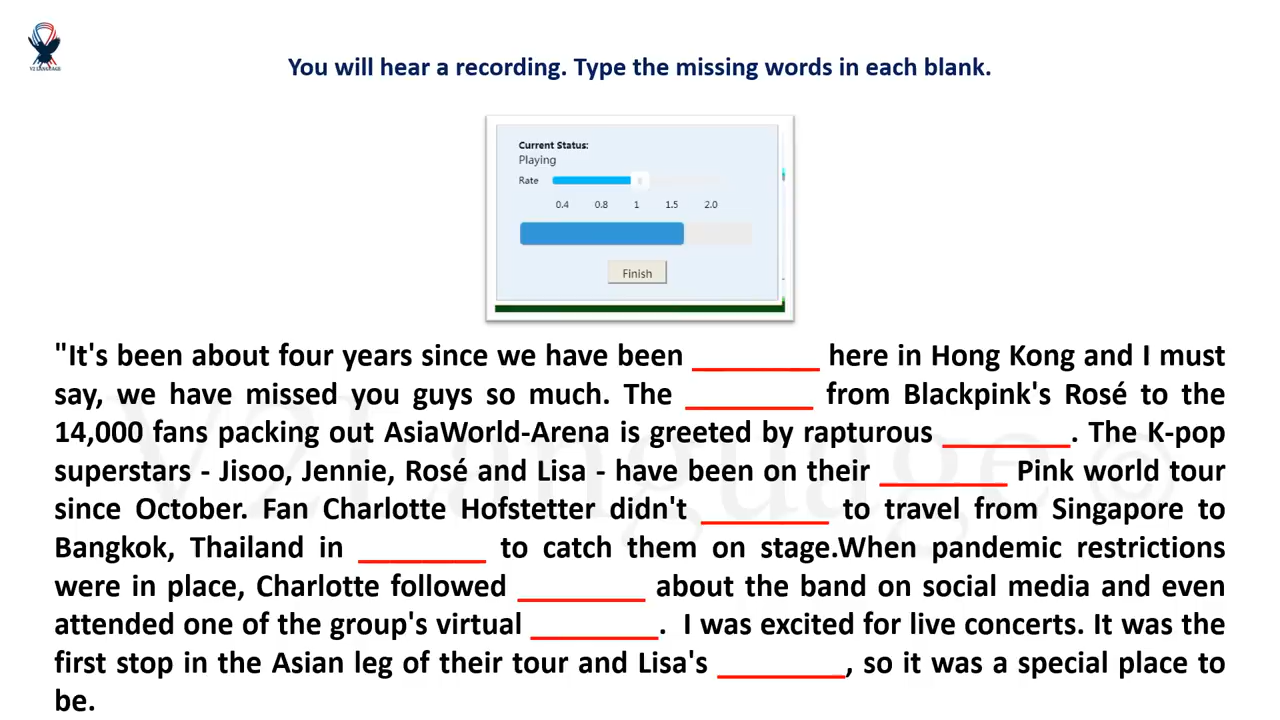 V2 LANGUAGE
You will hear a recording. Type the missing words in each blank.
Current Status:
Playing
Rate
0.4 0.8 1 1.5 2.0
Finish
"It's been about four years since we have been ________ here in Hong Kong and I must
say, we have missed you guys so much. The ________ from Blackpink's Rosé to the
14,000 fans packing out AsiaWorld-Arena is greeted by rapturous ________. The K-pop
superstars - Jisoo, Jennie, Rosé and Lisa - have been on their ________ Pink world tour
since October. Fan Charlotte Hofstetter didn't ________ to travel from Singapore to
Bangkok, Thailand in ________ to catch them on stage.When pandemic restrictions
were in place, Charlotte followed ________ about the band on social media and even
attended one of the group's virtual ________. I was excited for live concerts. It was the
first stop in the Asian leg of their tour and Lisa's ________, so it was a special place to
be.
V2Language ©